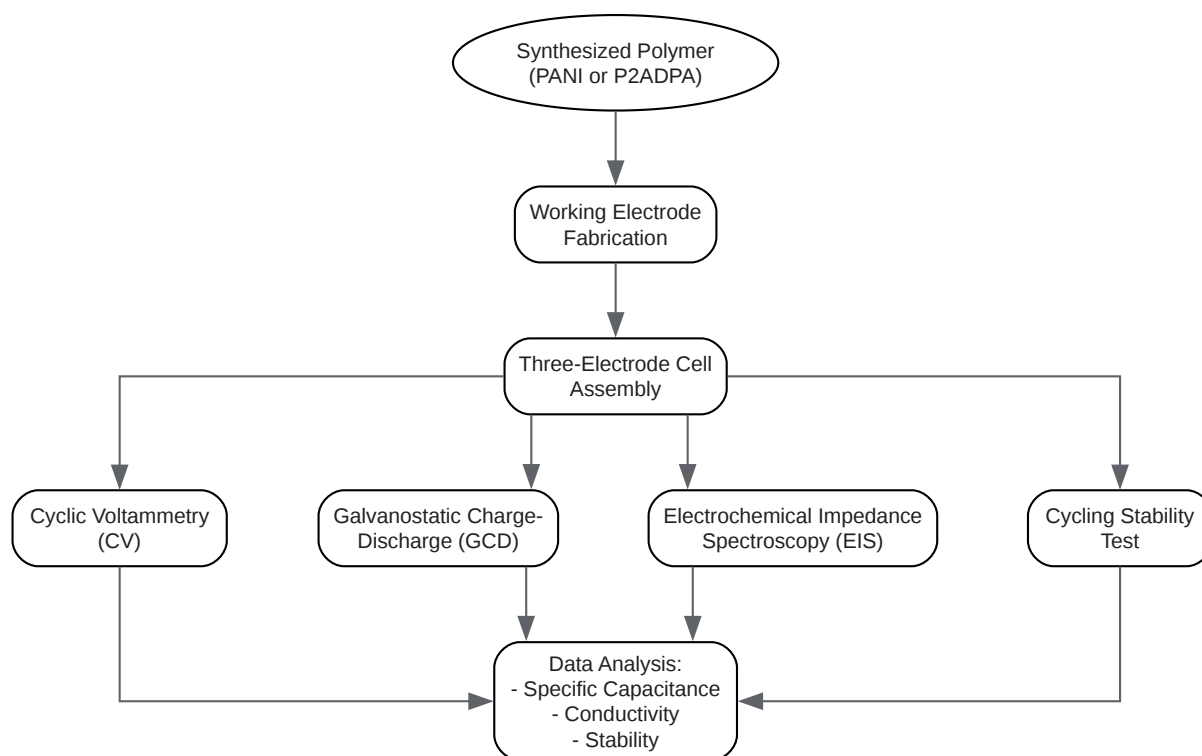 Synthesized Polymer
(PANI or P2ADPA)
Working Electrode
Fabrication
Three-Electrode Cell
Assembly
Cyclic Voltammetry
(CV)
Galvanostatic Charge-
Discharge (GCD)
Electrochemical Impedance
Spectroscopy (EIS)
Cycling Stability
Test
Data Analysis:
- Specific Capacitance
- Conductivity
- Stability